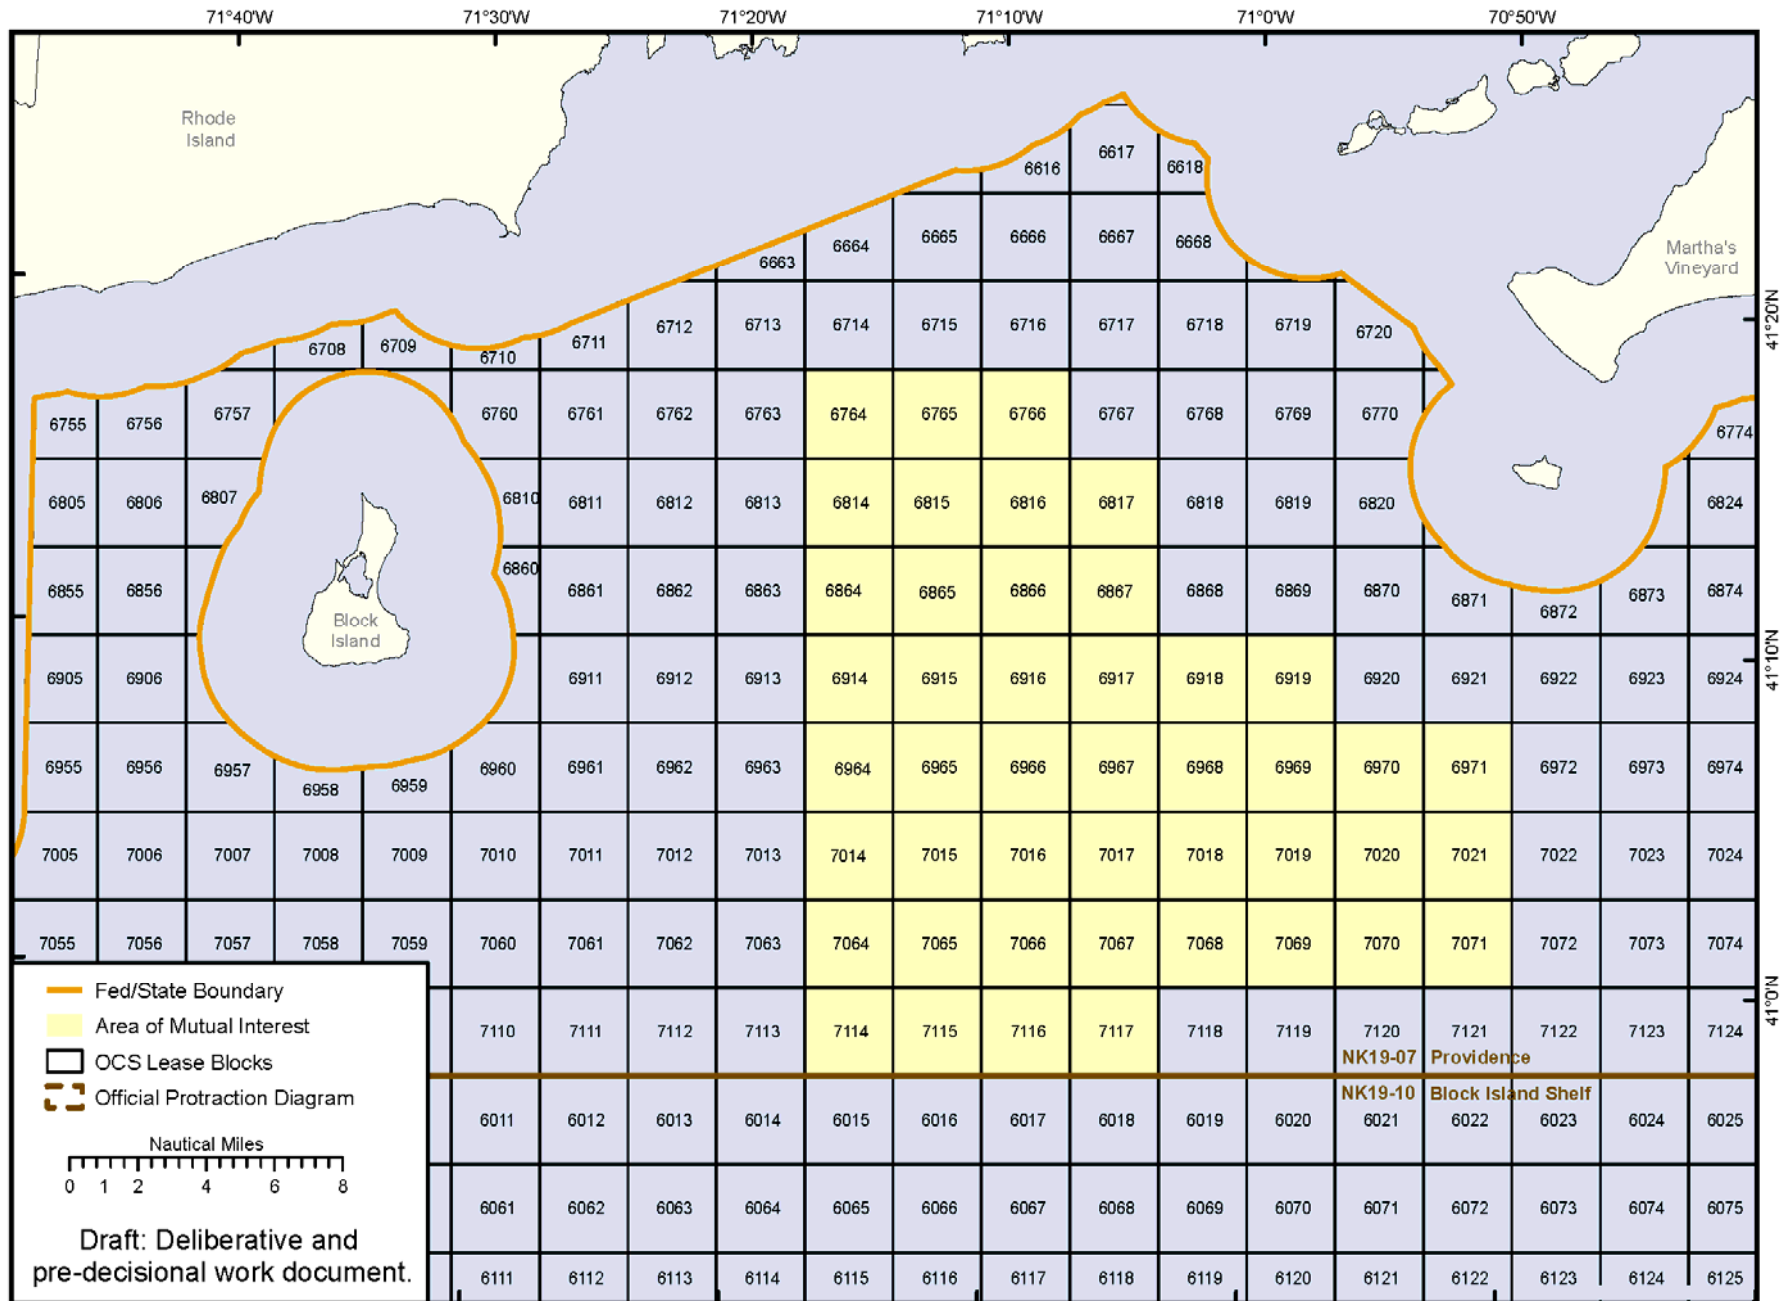 71°40'W 71°30'W 71°20'W 71°10'W 71°0'W 70°50'W
Rhode
Island
6616 6617 6618
6663 6664 6665 6666 6667 6668
Martha's
Vineyard
6708 6709 6710 6711 6712 6713 6714 6715 6716 6717 6718 6719 6720
41°20'N
6755 6756 6757 6760 6761 6762 6763 6764 6765 6766 6767 6768 6769 6770 6774
6805 6806 6807 6810 6811 6812 6813 6814 6815 6816 6817 6818 6819 6820 6824
6855 6856 6860 6861 6862 6863 6864 6865 6866 6867 6868 6869 6870 6871 6872 6873 6874
Block
Island
6905 6906 6911 6912 6913 6914 6915 6916 6917 6918 6919 6920 6921 6922 6923 6924
41°10'N
6955 6956 6957 6958 6959 6960 6961 6962 6963 6964 6965 6966 6967 6968 6969 6970 6971 6972 6973 6974
7005 7006 7007 7008 7009 7010 7011 7012 7013 7014 7015 7016 7017 7018 7019 7020 7021 7022 7023 7024
7055 7056 7057 7058 7059 7060 7061 7062 7063 7064 7065 7066 7067 7068 7069 7070 7071 7072 7073 7074
41°0'N
7110 7111 7112 7113 7114 7115 7116 7117 7118 7119 7120 7121 7122 7123 7124
NK19-07 Providence
NK19-10 Block Island Shelf
6011 6012 6013 6014 6015 6016 6017 6018 6019 6020 6021 6022 6023 6024 6025
6061 6062 6063 6064 6065 6066 6067 6068 6069 6070 6071 6072 6073 6074 6075
6111 6112 6113 6114 6115 6116 6117 6118 6119 6120 6121 6122 6123 6124 6125
Fed/State Boundary
Area of Mutual Interest
OCS Lease Blocks
Official Protraction Diagram
Nautical Miles
0 1 2 4 6 8
Draft: Deliberative and
pre-decisional work document.